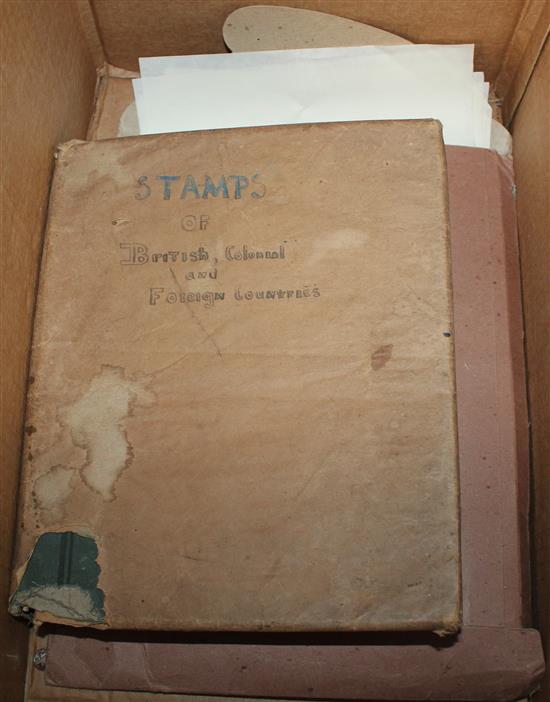 STAMPS
OF
British, Colonial
and
Foreign Countries